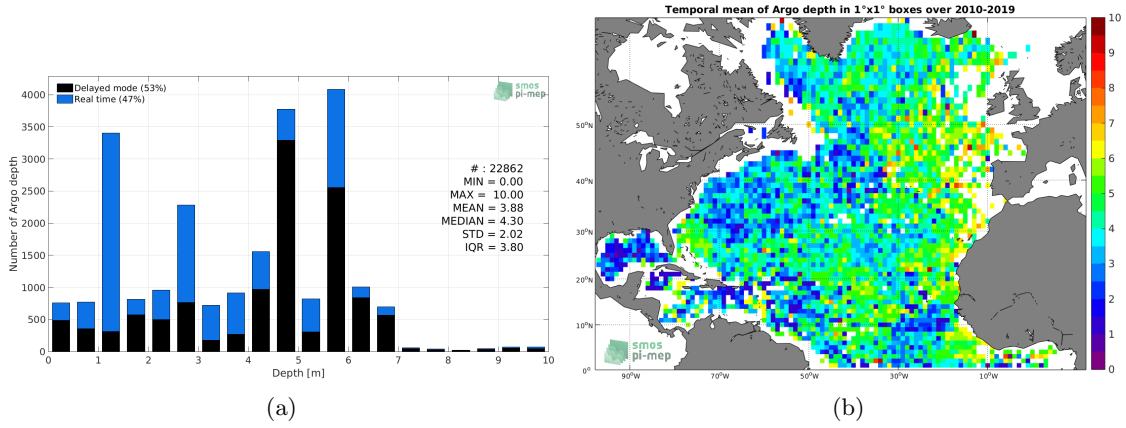 Temporal mean of Argo depth in 1°x1° boxes over 2010-2019
Delayed mode (53%)
Real time (47%)
smos
pi-mep
# : 22862
MIN = 0.00
MAX = 10.00
MEAN = 3.88
MEDIAN = 4.30
STD = 2.02
IQR = 3.80
Number of Argo depth
4000
3500
3000
2500
2000
1500
1000
500
0
0 1 2 3 4 5 6 7 8 9 10
Depth [m]
(a)
50°N
40°N
30°N
20°N
10°N
0°
90°W 70°W 50°W 30°W 10°W
smos
pi-mep
10
9
8
7
6
5
4
3
2
1
0
(b)